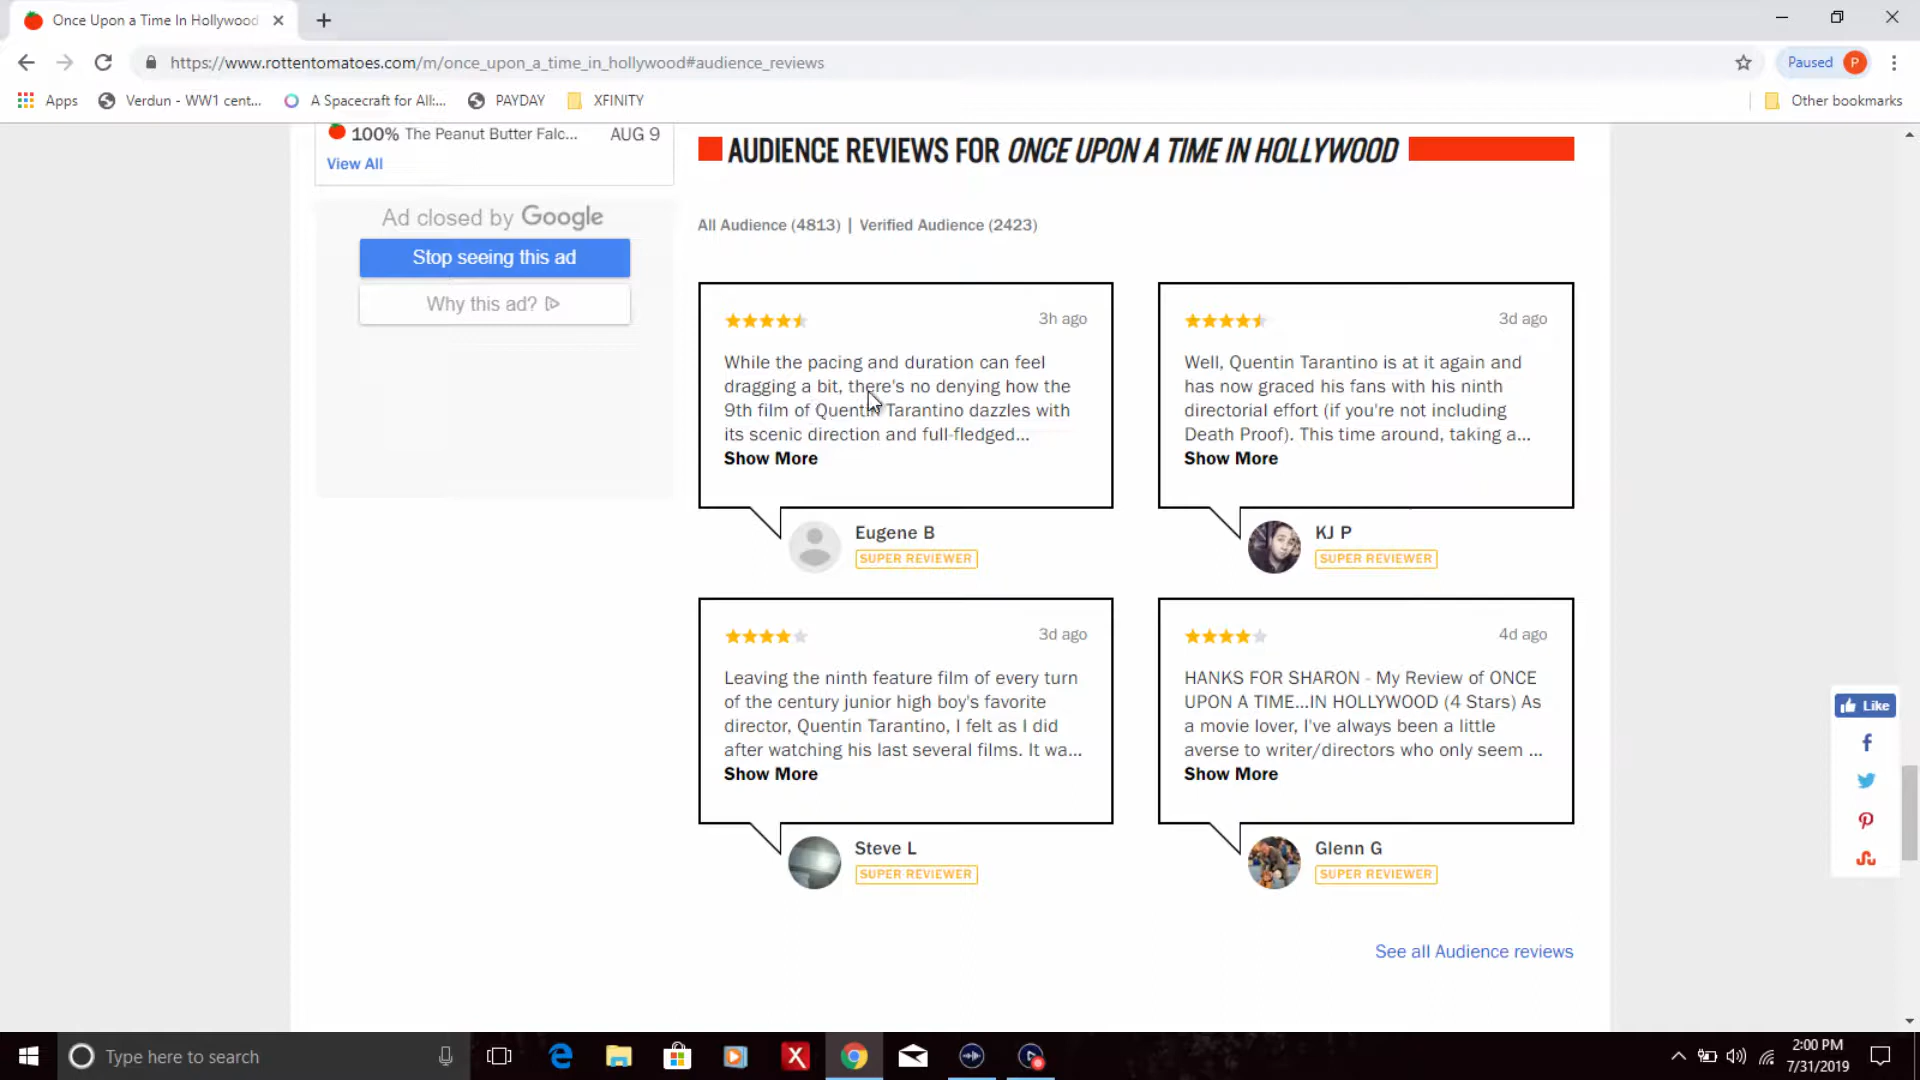 Once Upon a Time In Hollywood
https://www.rottentomatoes.com/m/once_upon_a_time_in_hollywood#audience_reviews
Paused P
Apps Verdun - WW1 cent... A Spacecraft for All:... PAYDAY XFINITY Other bookmarks
100% The Peanut Butter Falc... AUG 9
View All
Ad closed by Google
Stop seeing this ad
Why this ad?
AUDIENCE REVIEWS FOR ONCE UPON A TIME IN HOLLYWOOD
All Audience (4813) | Verified Audience (2423)
3h ago
While the pacing and duration can feel
dragging a bit, there's no denying how the
9th film of Quentin Tarantino dazzles with
its scenic direction and full-fledged...
Show More
Eugene B
SUPER REVIEWER
3d ago
Well, Quentin Tarantino is at it again and
has now graced his fans with his ninth
directorial effort (if you're not including
Death Proof). This time around, taking a...
Show More
KJ P
SUPER REVIEWER
3d ago
Leaving the ninth feature film of every turn
of the century junior high boy's favorite
director, Quentin Tarantino, I felt as I did
after watching his last several films. It wa...
Show More
Steve L
SUPER REVIEWER
4d ago
HANKS FOR SHARON - My Review of ONCE
UPON A TIME...IN HOLLYWOOD (4 Stars) As
a movie lover, I've always been a little
averse to writer/directors who only seem ...
Show More
Glenn G
SUPER REVIEWER
See all Audience reviews
Like
Type here to search
2:00 PM
7/31/2019